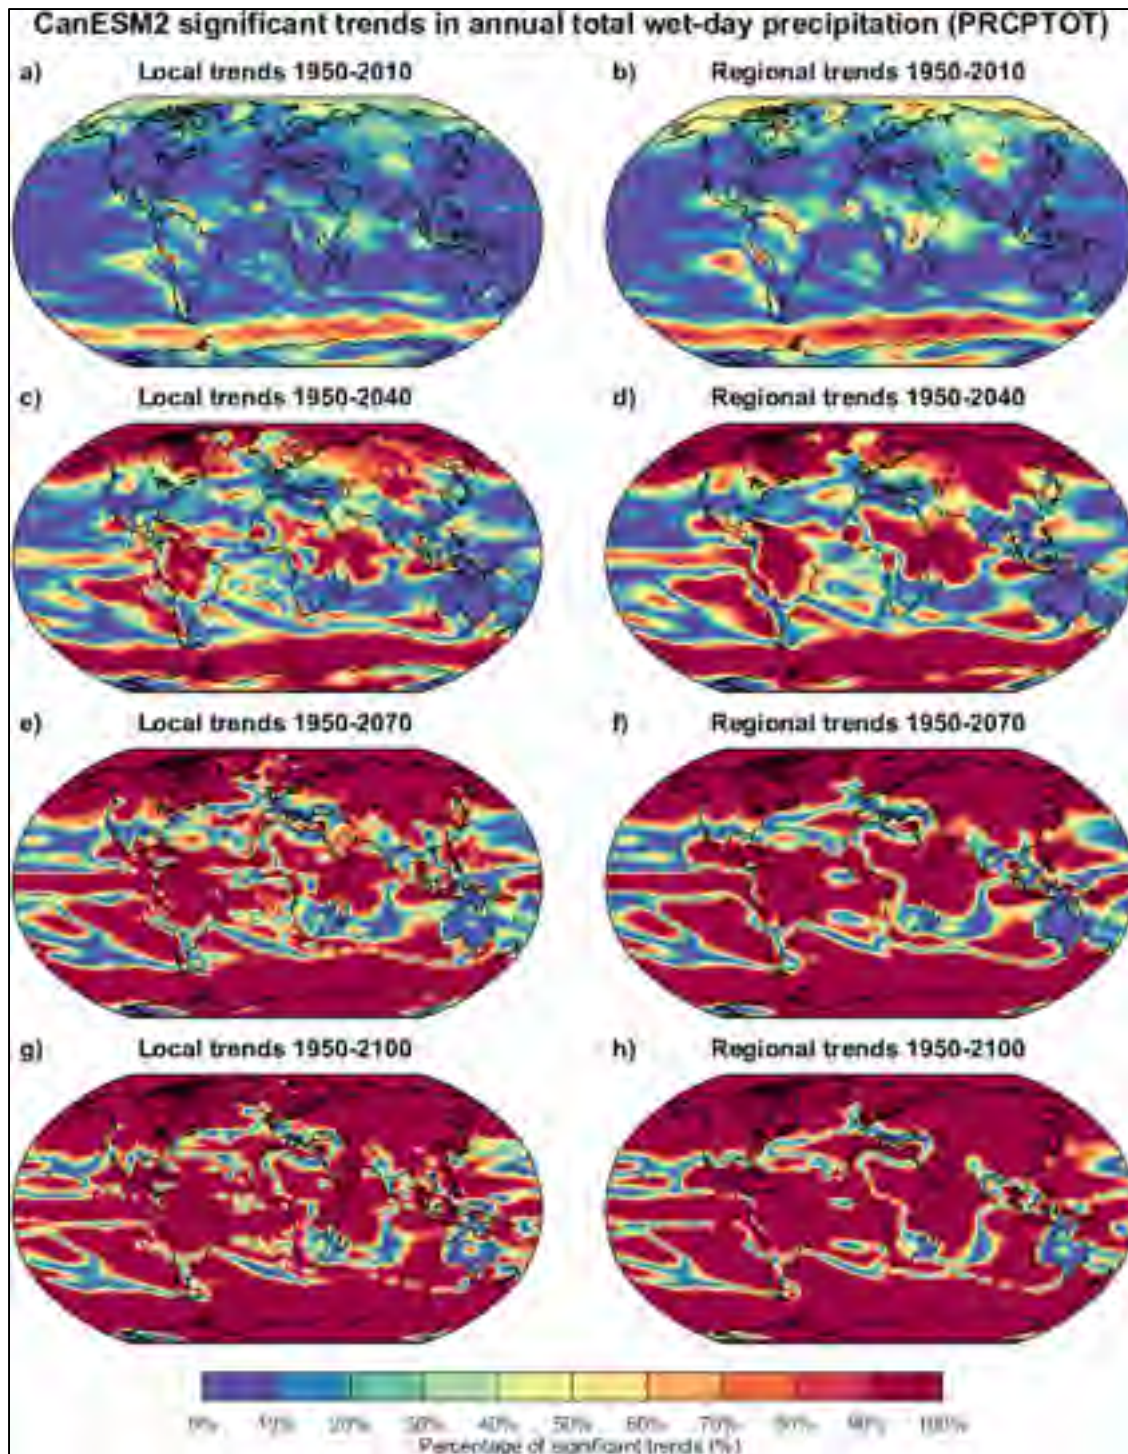 CanESM2 significant trends in annual total wet-day precipitation (PRCPTOT)
a) Local trends 1950-2010
b) Regional trends 1950-2010
c) Local trends 1950-2040
d) Regional trends 1950-2040
e) Local trends 1950-2070
f) Regional trends 1950-2070
g) Local trends 1950-2100
h) Regional trends 1950-2100
0% 10% 20% 30% 40% 50% 60% 70% 80% 90% 100%
Percentage of significant trends (%)